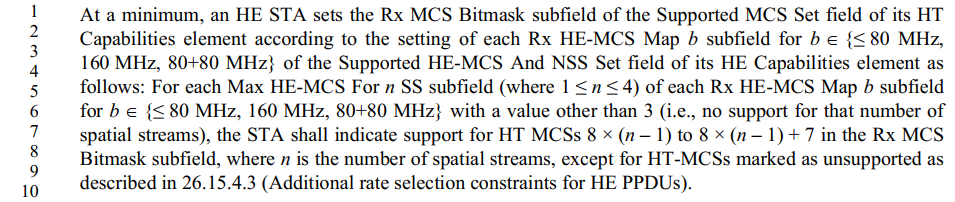 1 At a minimum, an HE STA sets the Rx MCS Bitmask subfield of the Supported MCS Set field of its HT
2 Capabilities element according to the setting of each Rx HE-MCS Map b subfield for b ∈ {≤ 80 MHz,
3 160 MHz, 80+80 MHz} of the Supported HE-MCS And NSS Set field of its HE Capabilities element as
4
5 follows: For each Max HE-MCS For n SS subfield (where 1 ≤ n ≤ 4) of each Rx HE-MCS Map b subfield
6 for b ∈ {≤ 80 MHz, 160 MHz, 80+80 MHz} with a value other than 3 (i.e., no support for that number of
7 spatial streams), the STA shall indicate support for HT MCSs 8 × (n – 1) to 8 × (n – 1) + 7 in the Rx MCS
8 Bitmask subfield, where n is the number of spatial streams, except for HT-MCSs marked as unsupported as
9
10 described in 26.15.4.3 (Additional rate selection constraints for HE PPDUs).